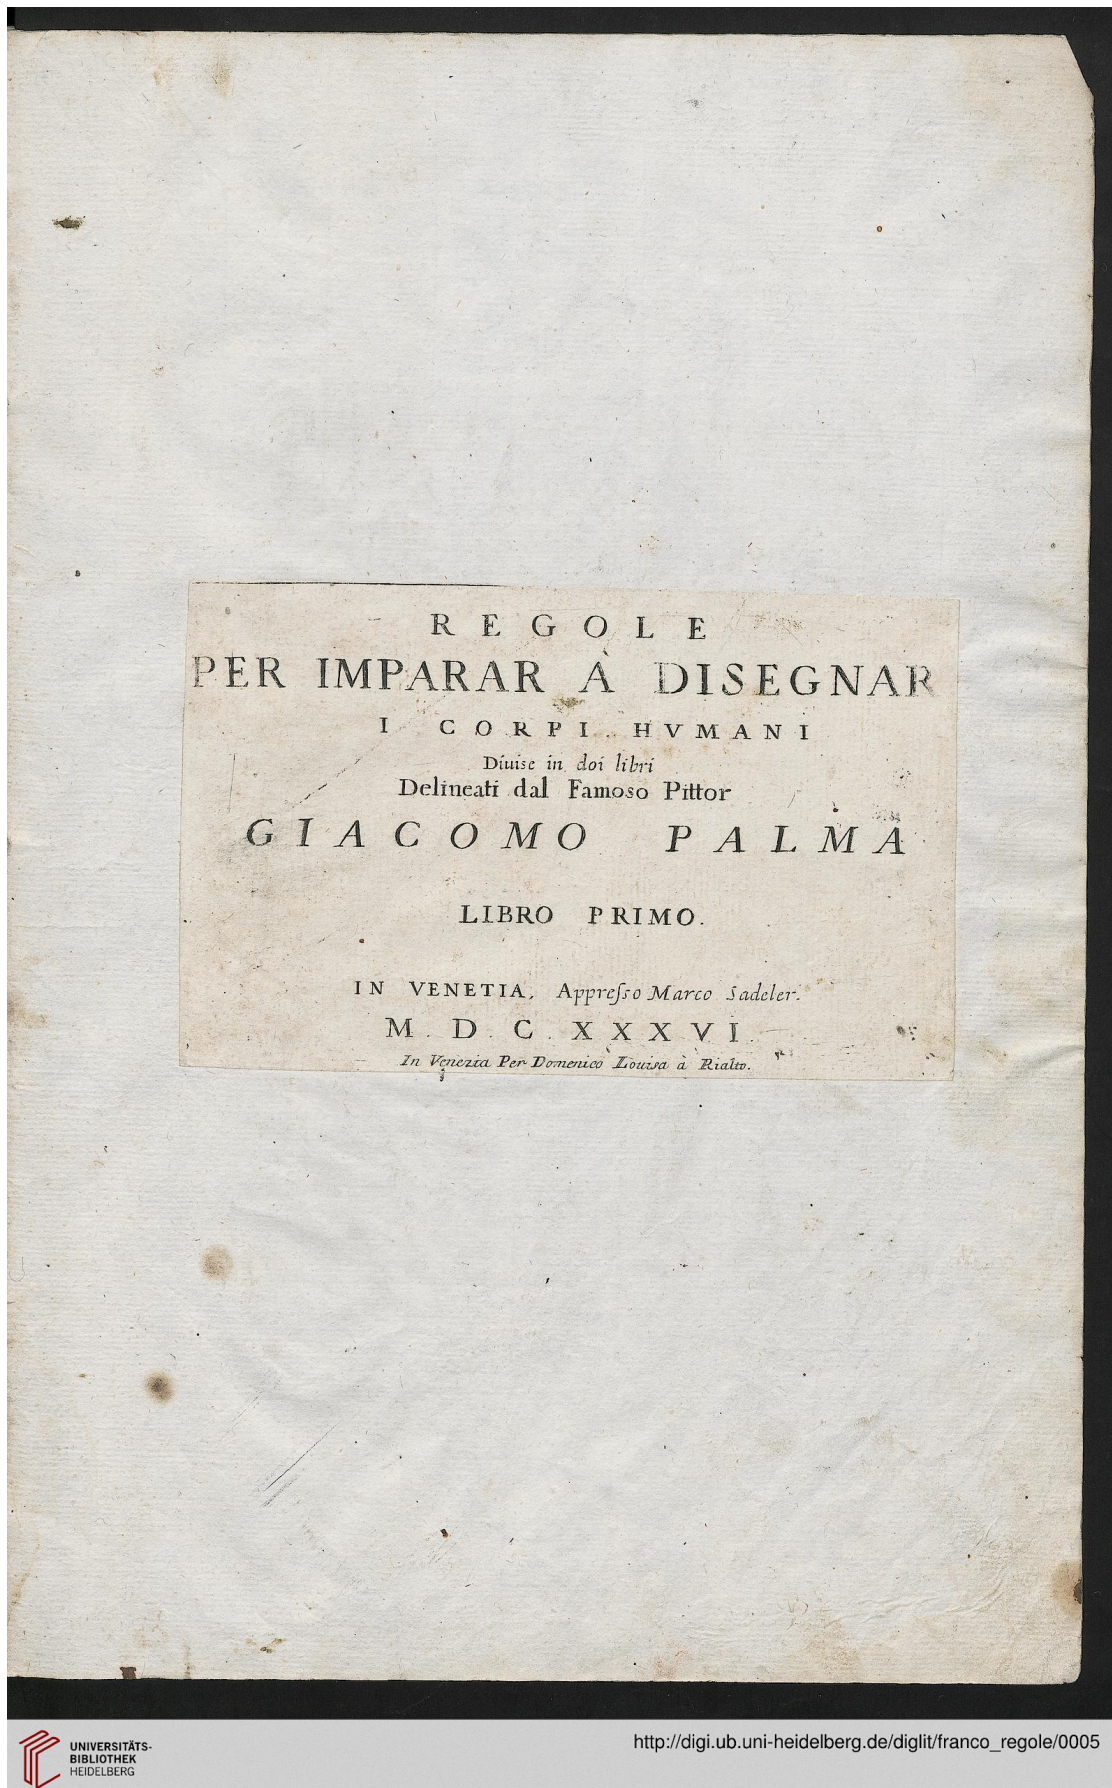 REGOLE
PER IMPARAR À DISEGNAR
I CORPI HVMANI
Diuise in doi libri
Delineati dal Famoso Pittor
GIACOMO PALMA
LIBRO PRIMO.
IN VENETIA, Appreſso Marco Sadeler.
M. D. C. XXXVI.
In Venezia Per Domenico Louisa à Rialto.
UNIVERSITÄTS-
BIBLIOTHEK
HEIDELBERG
http://digi.ub.uni-heidelberg.de/diglit/franco_regole/0005